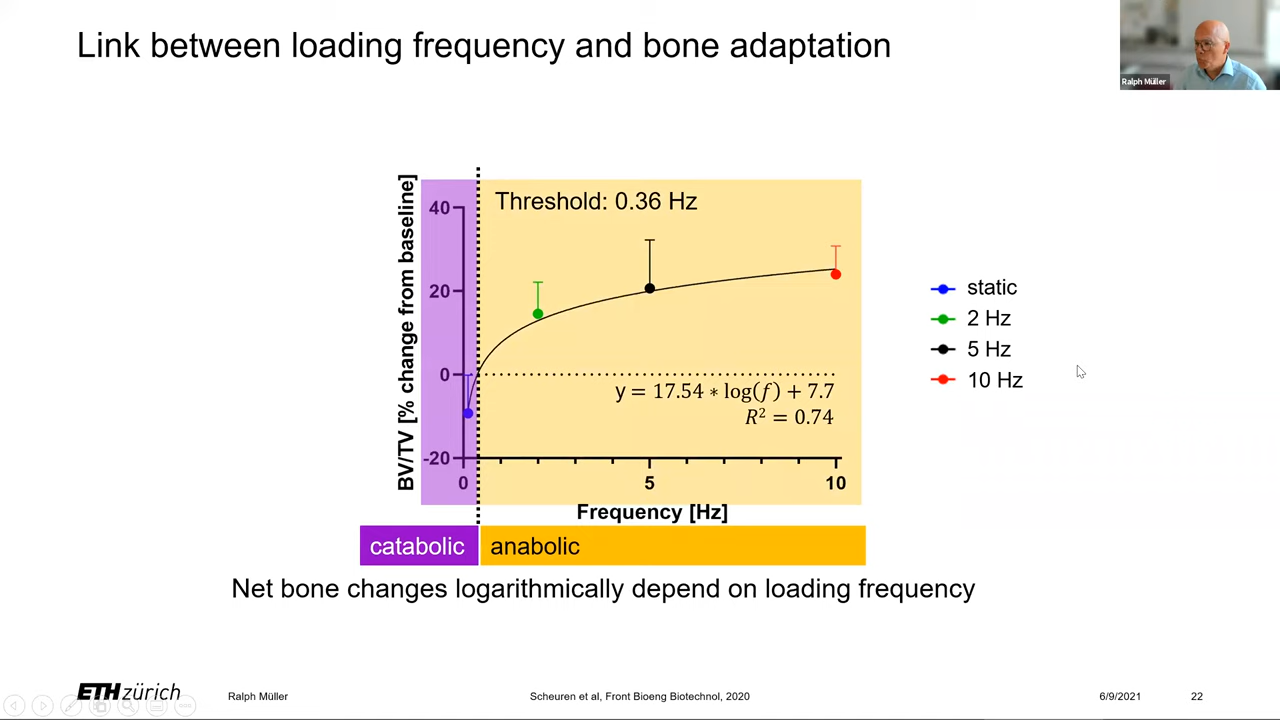 Link between loading frequency and bone adaptation
Ralph Müller
BV/TV [% change from baseline]
40
20
0
-20
Threshold: 0.36 Hz
y = 17.54 ∗ log(f) + 7.7
R² = 0.74
0
5
10
Frequency [Hz]
static
2 Hz
5 Hz
10 Hz
catabolic
anabolic
Net bone changes logarithmically depend on loading frequency
ETH zürich
Ralph Müller
Scheuren et al, Front Bioeng Biotechnol, 2020
6/9/2021
22